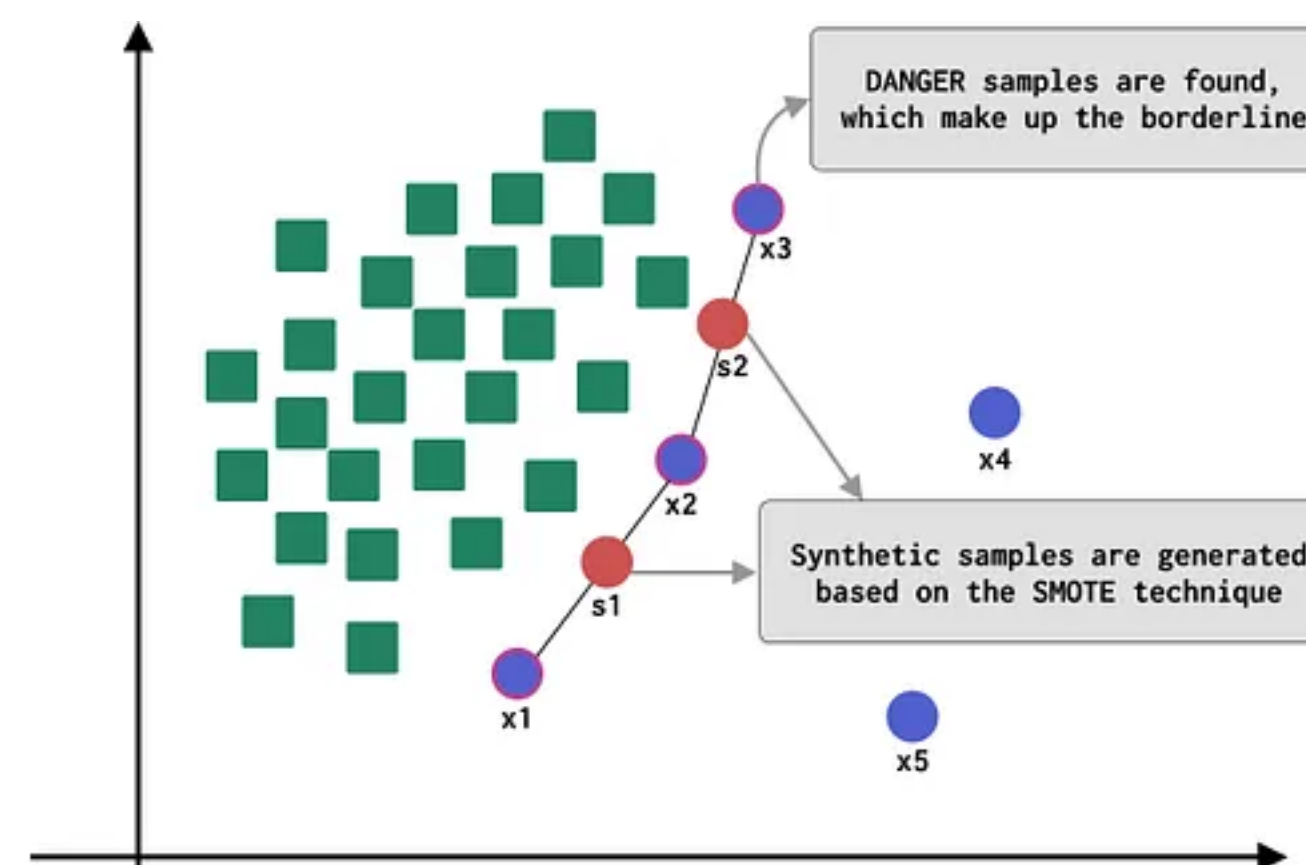 DANGER samples are found,
which make up the borderline
x3
s2
x4
x2
Synthetic samples are generated
based on the SMOTE technique
s1
x1
x5